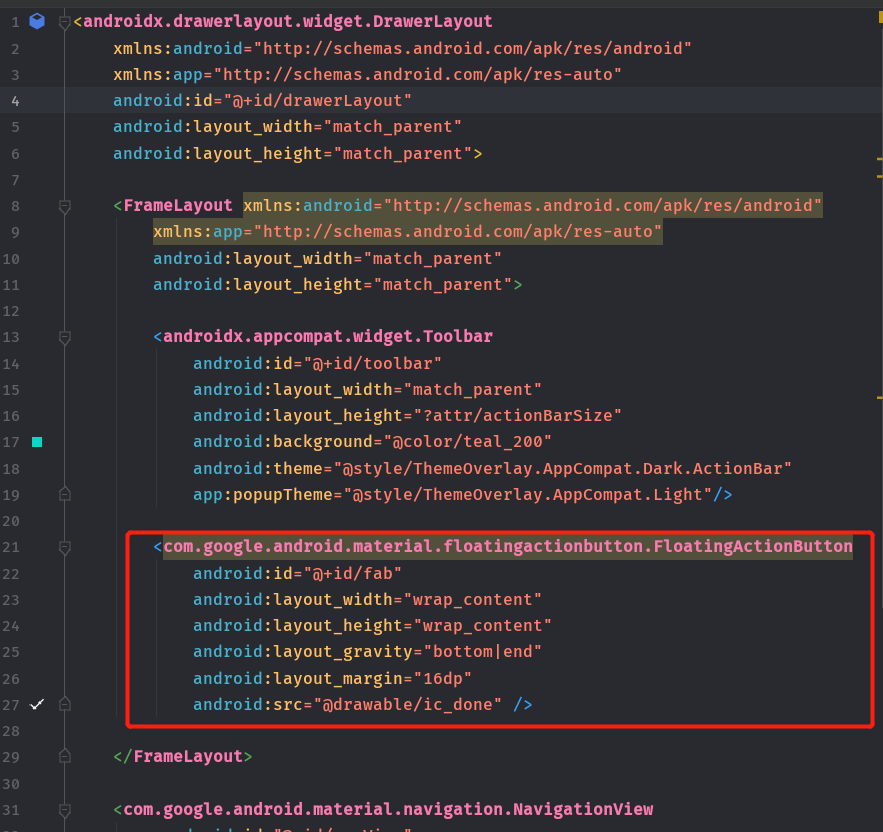 1 <androidx.drawerlayout.widget.DrawerLayout
2 xmlns:android="http://schemas.android.com/apk/res/android"
3 xmlns:app="http://schemas.android.com/apk/res-auto"
4 android:id="@+id/drawerLayout"
5 android:layout_width="match_parent"
6 android:layout_height="match_parent">
7
8 <FrameLayout xmlns:android="http://schemas.android.com/apk/res/android"
9 xmlns:app="http://schemas.android.com/apk/res-auto"
10 android:layout_width="match_parent"
11 android:layout_height="match_parent">
12
13 <androidx.appcompat.widget.Toolbar
14 android:id="@+id/toolbar"
15 android:layout_width="match_parent"
16 android:layout_height="?attr/actionBarSize"
17 android:background="@color/teal_200"
18 android:theme="@style/ThemeOverlay.AppCompat.Dark.ActionBar"
19 app:popupTheme="@style/ThemeOverlay.AppCompat.Light"/>
20
21 <com.google.android.material.floatingactionbutton.FloatingActionButton
22 android:id="@+id/fab"
23 android:layout_width="wrap_content"
24 android:layout_height="wrap_content"
25 android:layout_gravity="bottom|end"
26 android:layout_margin="16dp"
27 android:src="@drawable/ic_done" />
28
29 </FrameLayout>
30
31 <com.google.android.material.navigation.NavigationView